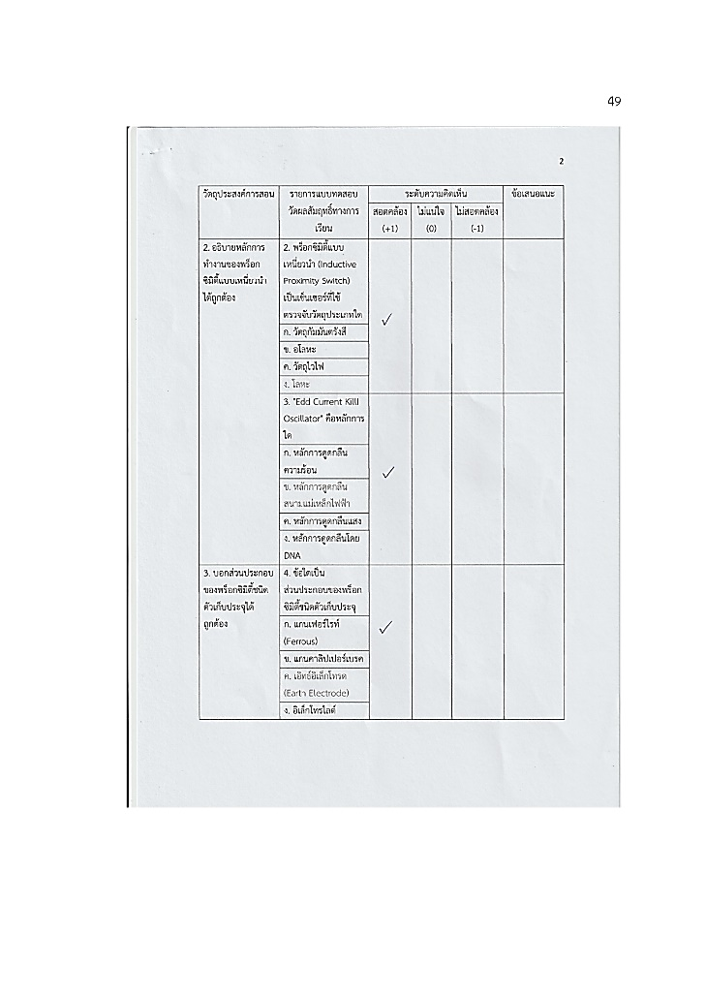 49
2
วัตถุประสงค์การสอน
รายการแบบทดสอบ
วัดผลสัมฤทธิ์ทางการ
เรียน
ระดับความคิดเห็น
ข้อเสนอแนะ
สอดคล้อง
(+1)
ไม่แน่ใจ
(0)
ไม่สอดคล้อง
(-1)
2. อธิบายหลักการ
ทำงานของพร็อก
ซิมิตี้แบบเหนี่ยวนำ
ได้ถูกต้อง
2. พร็อกซิมิตี้แบบ
เหนี่ยวนำ (Inductive
Proximity Switch)
เป็นเซ็นเซอร์ที่ใช้
ตรวจจับวัตถุประเภทใด
ก. วัตถุกัมมันตรังสี
ข. อโลหะ
ค. วัตถุไวไฟ
ง. โลหะ
✓
3. "Edd Current Killl
Oscillator" คือหลักการ
ใด
ก. หลักการดูดกลืน
ความร้อน
ข. หลักการดูดกลืน
สนามแม่เหล็กไฟฟ้า
ค. หลักการดูดกลืนแสง
ง. หลักการดูดกลืนโดย
DNA
✓
3. บอกส่วนประกอบ
ของพร็อกซิมิตี้ชนิด
ตัวเก็บประจุได้
ถูกต้อง
4. ข้อใดเป็น
ส่วนประกอบของพร็อก
ซิมิตี้ชนิดตัวเก็บประจุ
ก. แกนเฟอร์ไรท์
(Ferrous)
ข. แกนคาลิปเปอร์เบรค
ค. เอิทธ์อิเล็กโทรด
(Earth Electrode)
ง. อิเล็กโทรไลต์
✓